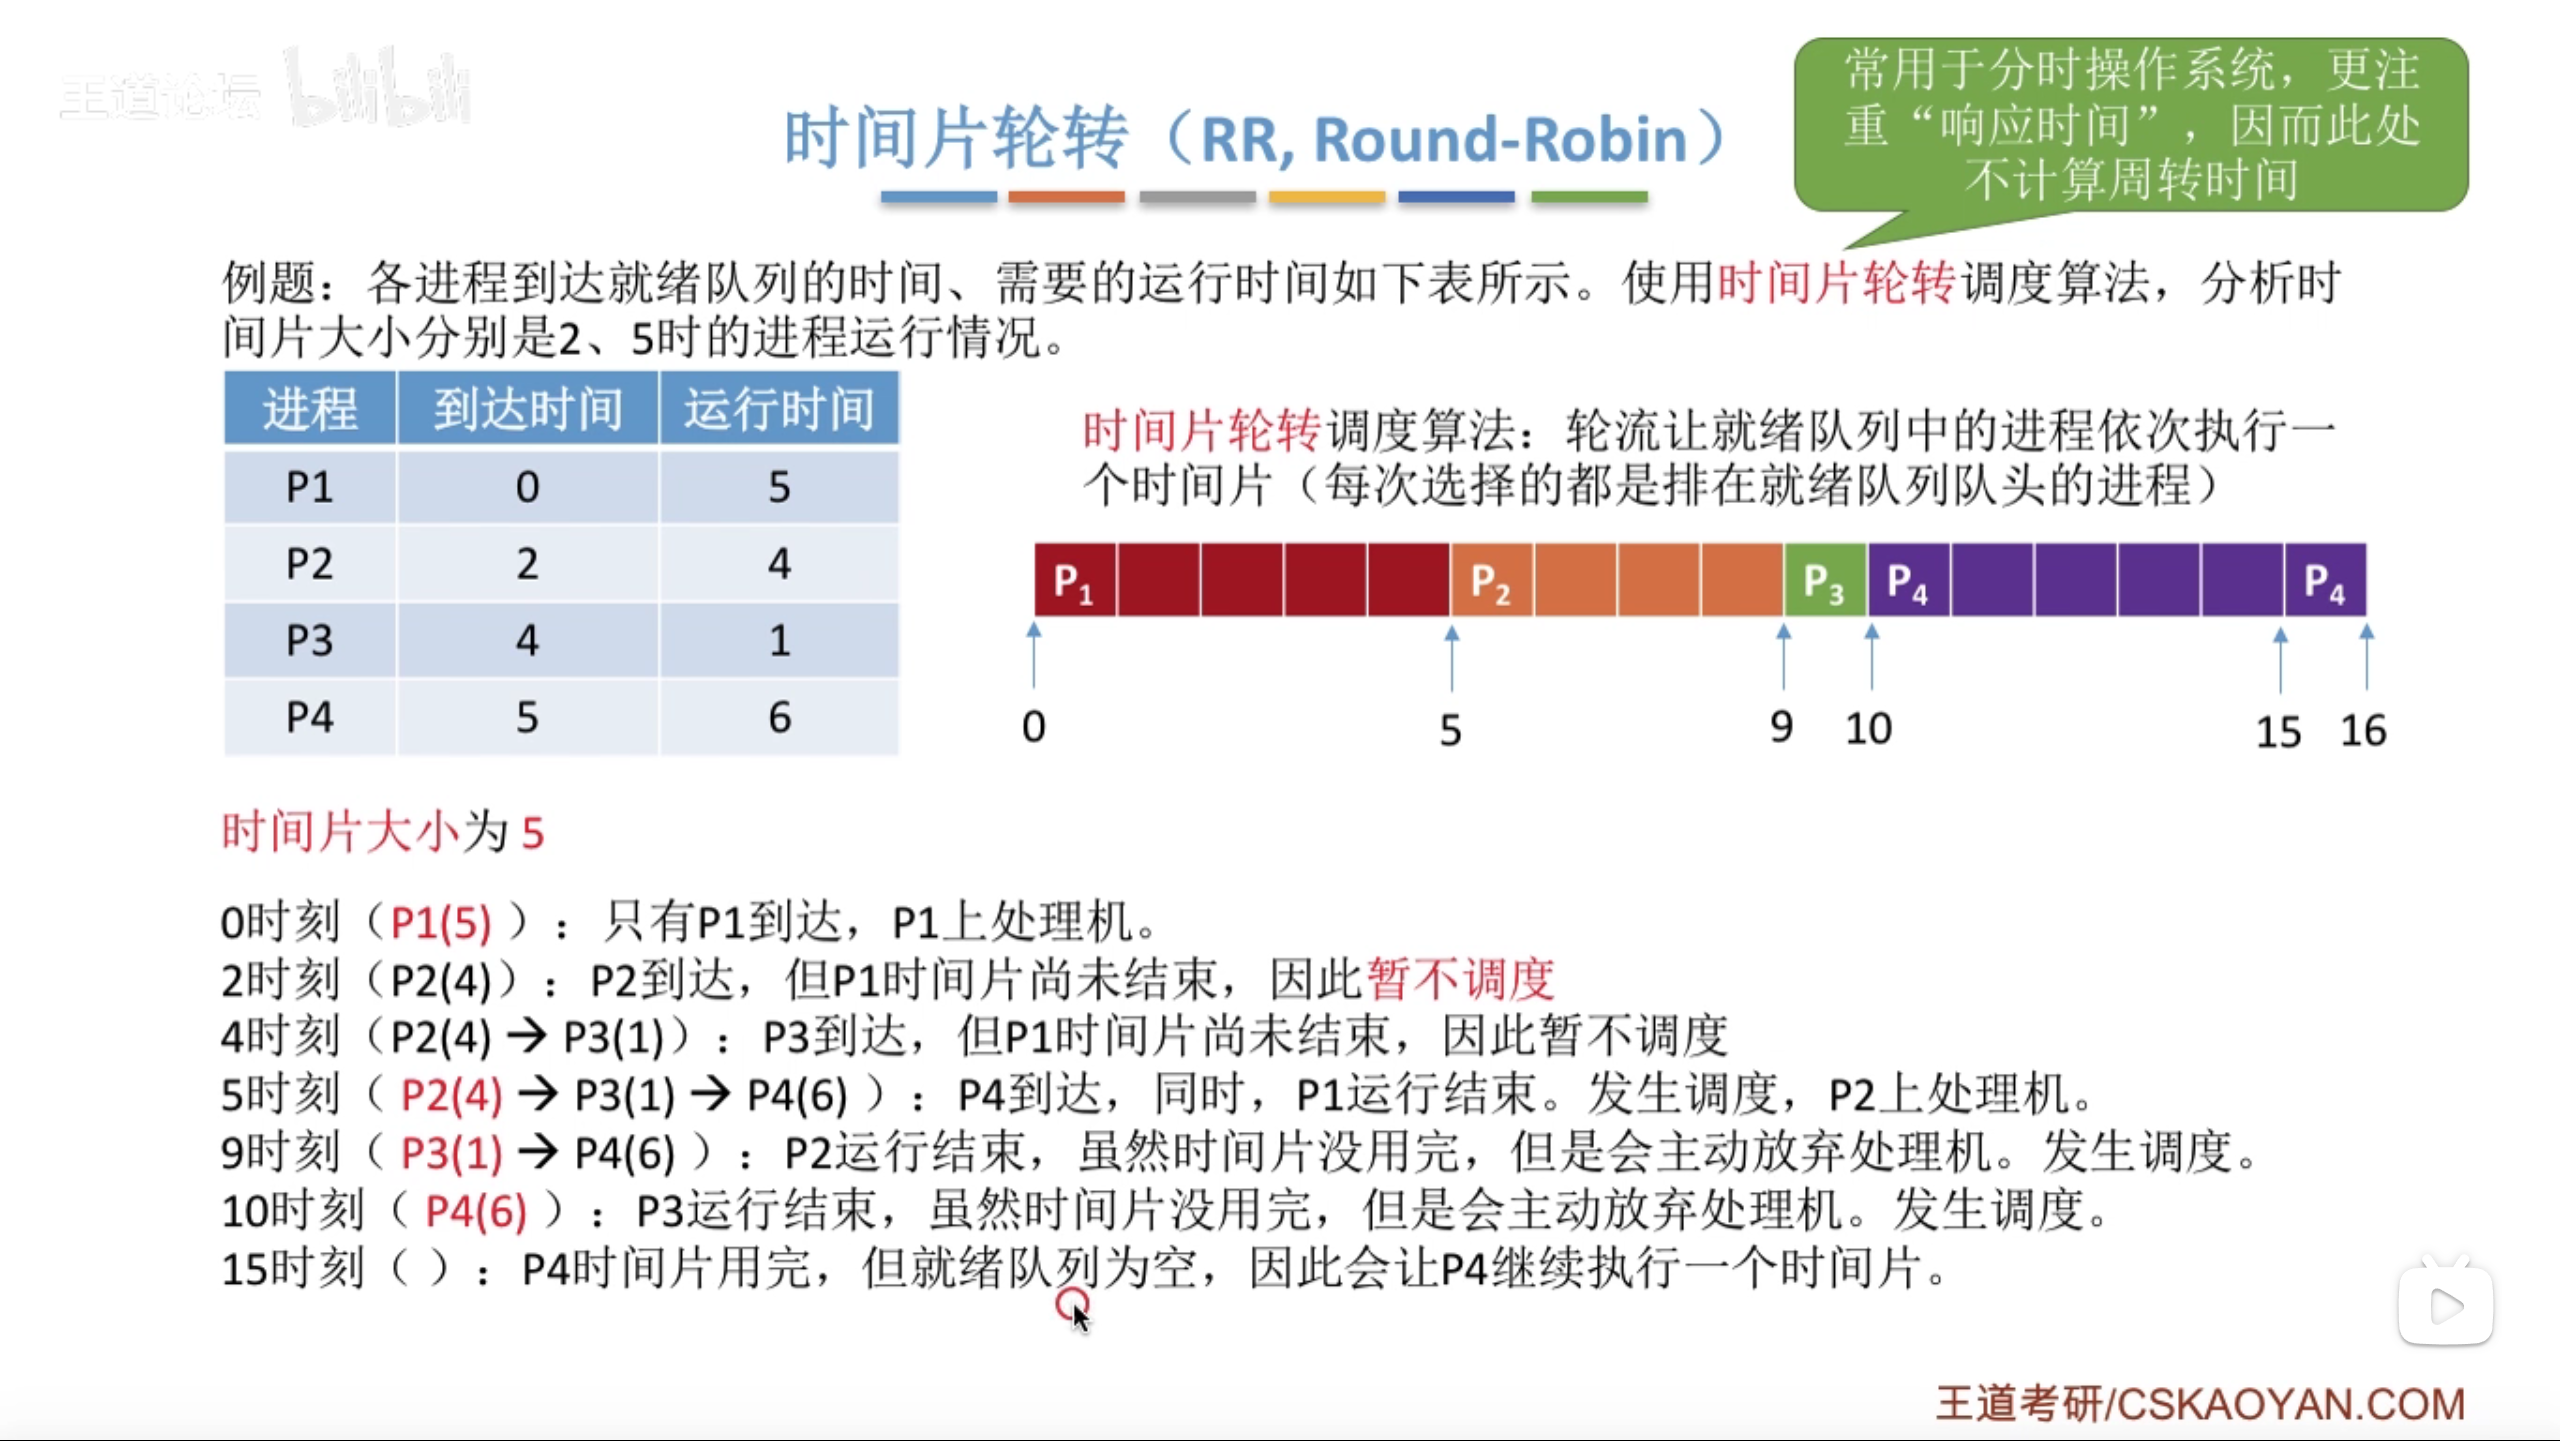 王道论坛 bilibili
常用于分时操作系统，更注
重“响应时间”，因而此处
不计算周转时间
时间片轮转（RR, Round-Robin）
例题：各进程到达就绪队列的时间、需要的运行时间如下表所示。使用时间片轮转调度算法，分析时
间片大小分别是2、5时的进程运行情况。
进程 到达时间 运行时间
P1 0 5
P2 2 4
P3 4 1
P4 5 6
时间片轮转调度算法：轮流让就绪队列中的进程依次执行一
个时间片（每次选择的都是排在就绪队列队头的进程）
P1 P2 P3 P4 P4
0 5 9 10 15 16
时间片大小为 5
0时刻（P1(5) ）：只有P1到达，P1上处理机。
2时刻（P2(4)）：P2到达，但P1时间片尚未结束，因此暂不调度
4时刻（P2(4) → P3(1)）：P3到达，但P1时间片尚未结束，因此暂不调度
5时刻（ P2(4) → P3(1) → P4(6) ）：P4到达，同时，P1运行结束。发生调度，P2上处理机。
9时刻（ P3(1) → P4(6) ）：P2运行结束，虽然时间片没用完，但是会主动放弃处理机。发生调度。
10时刻（ P4(6) ）：P3运行结束，虽然时间片没用完，但是会主动放弃处理机。发生调度。
15时刻（ ）：P4时间片用完，但就绪队列为空，因此会让P4继续执行一个时间片。
王道考研/CSKAOYAN.COM